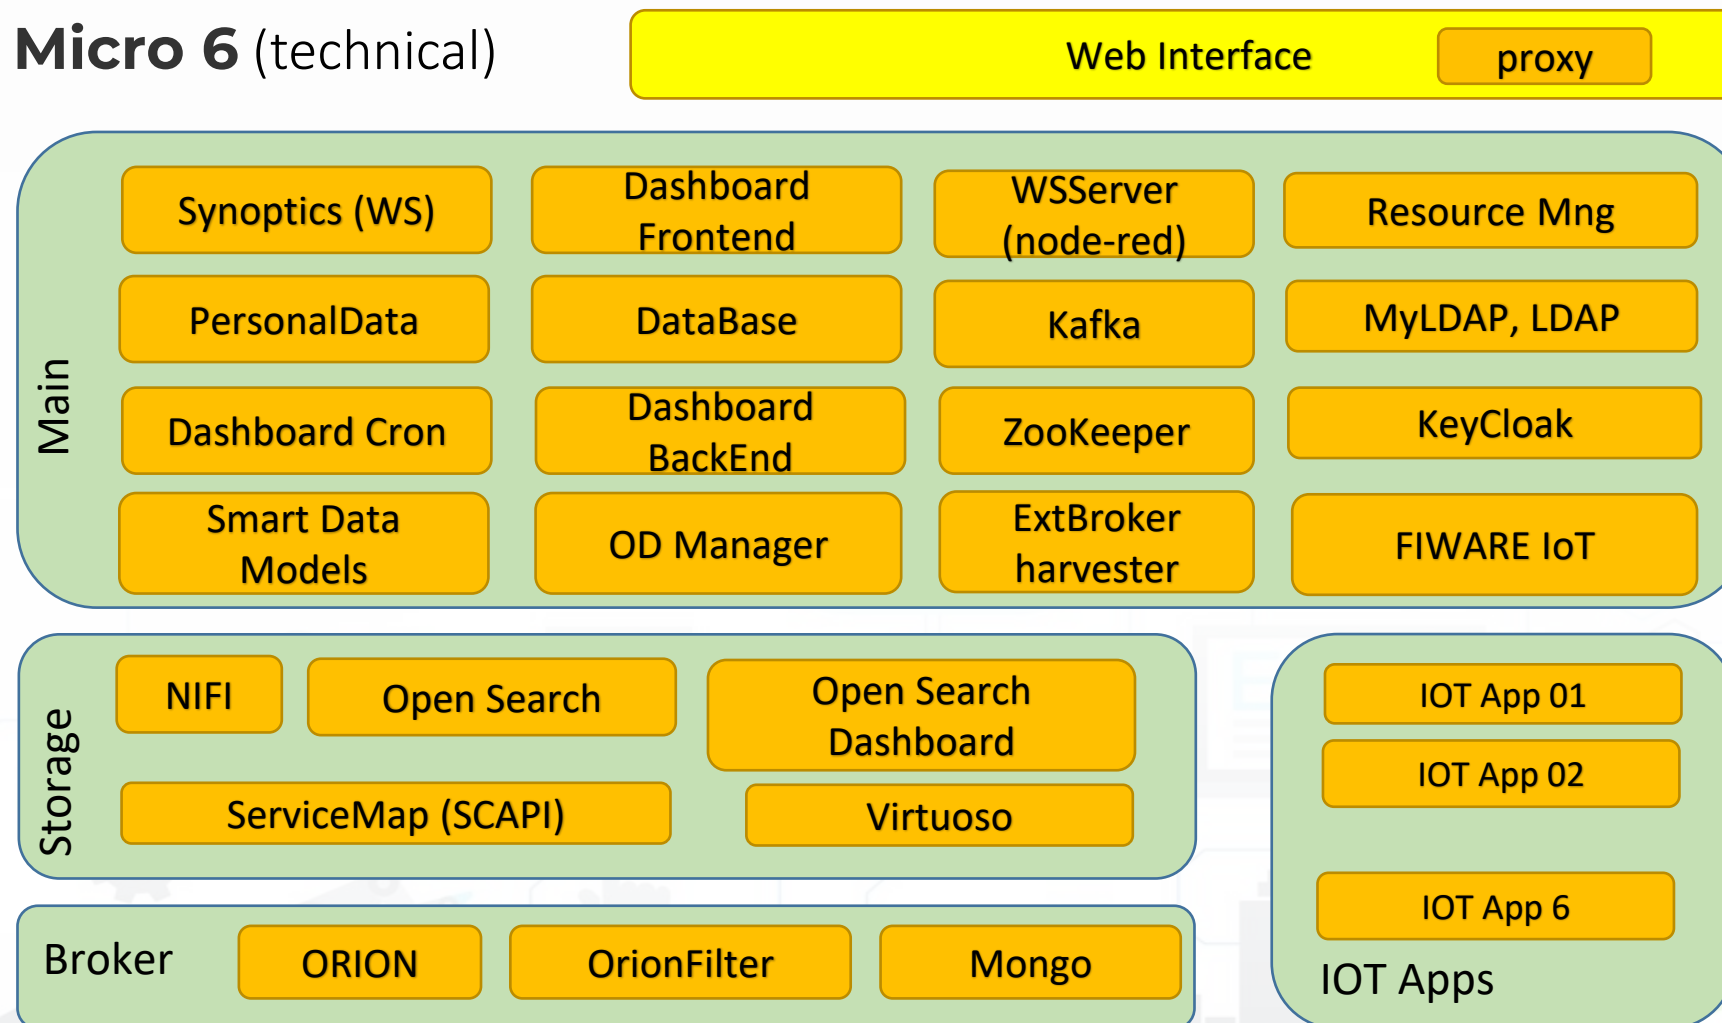 Micro 6 (technical)
Web Interface
proxy
Main
Synoptics (WS)
Dashboard
Frontend
WSServer
(node-red)
Resource Mng
PersonalData
DataBase
Kafka
MyLDAP, LDAP
Dashboard Cron
Dashboard
BackEnd
ZooKeeper
KeyCloak
Smart Data
Models
OD Manager
ExtBroker
harvester
FIWARE IoT
Storage
NIFI
Open Search
Open Search
Dashboard
ServiceMap (SCAPI)
Virtuoso
Broker
ORION
OrionFilter
Mongo
IOT App 01
IOT App 02
IOT App 6
IOT Apps